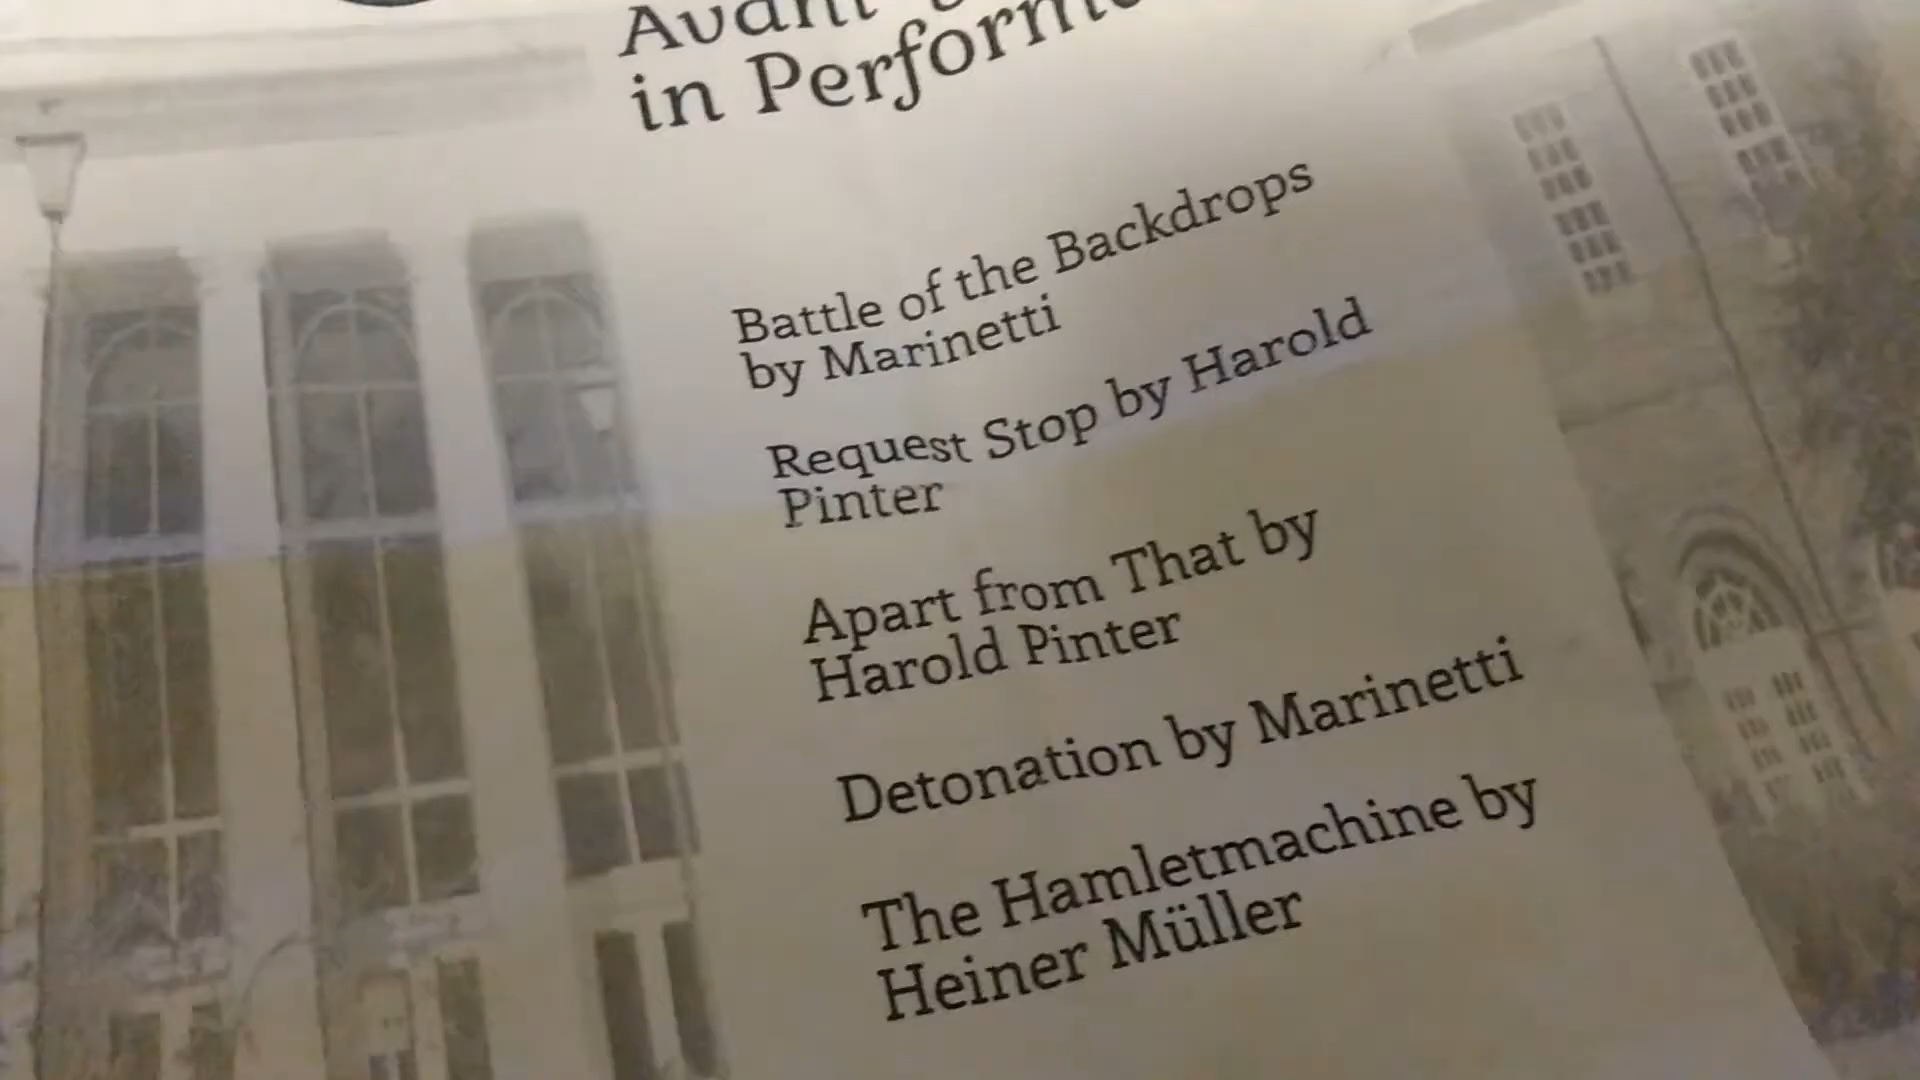 Avant
in Perform
Battle of the Backdrops
by Marinetti
Request Stop by Harold
Pinter
Apart from That by
Harold Pinter
Detonation by Marinetti
The Hamletmachine by
Heiner Müller